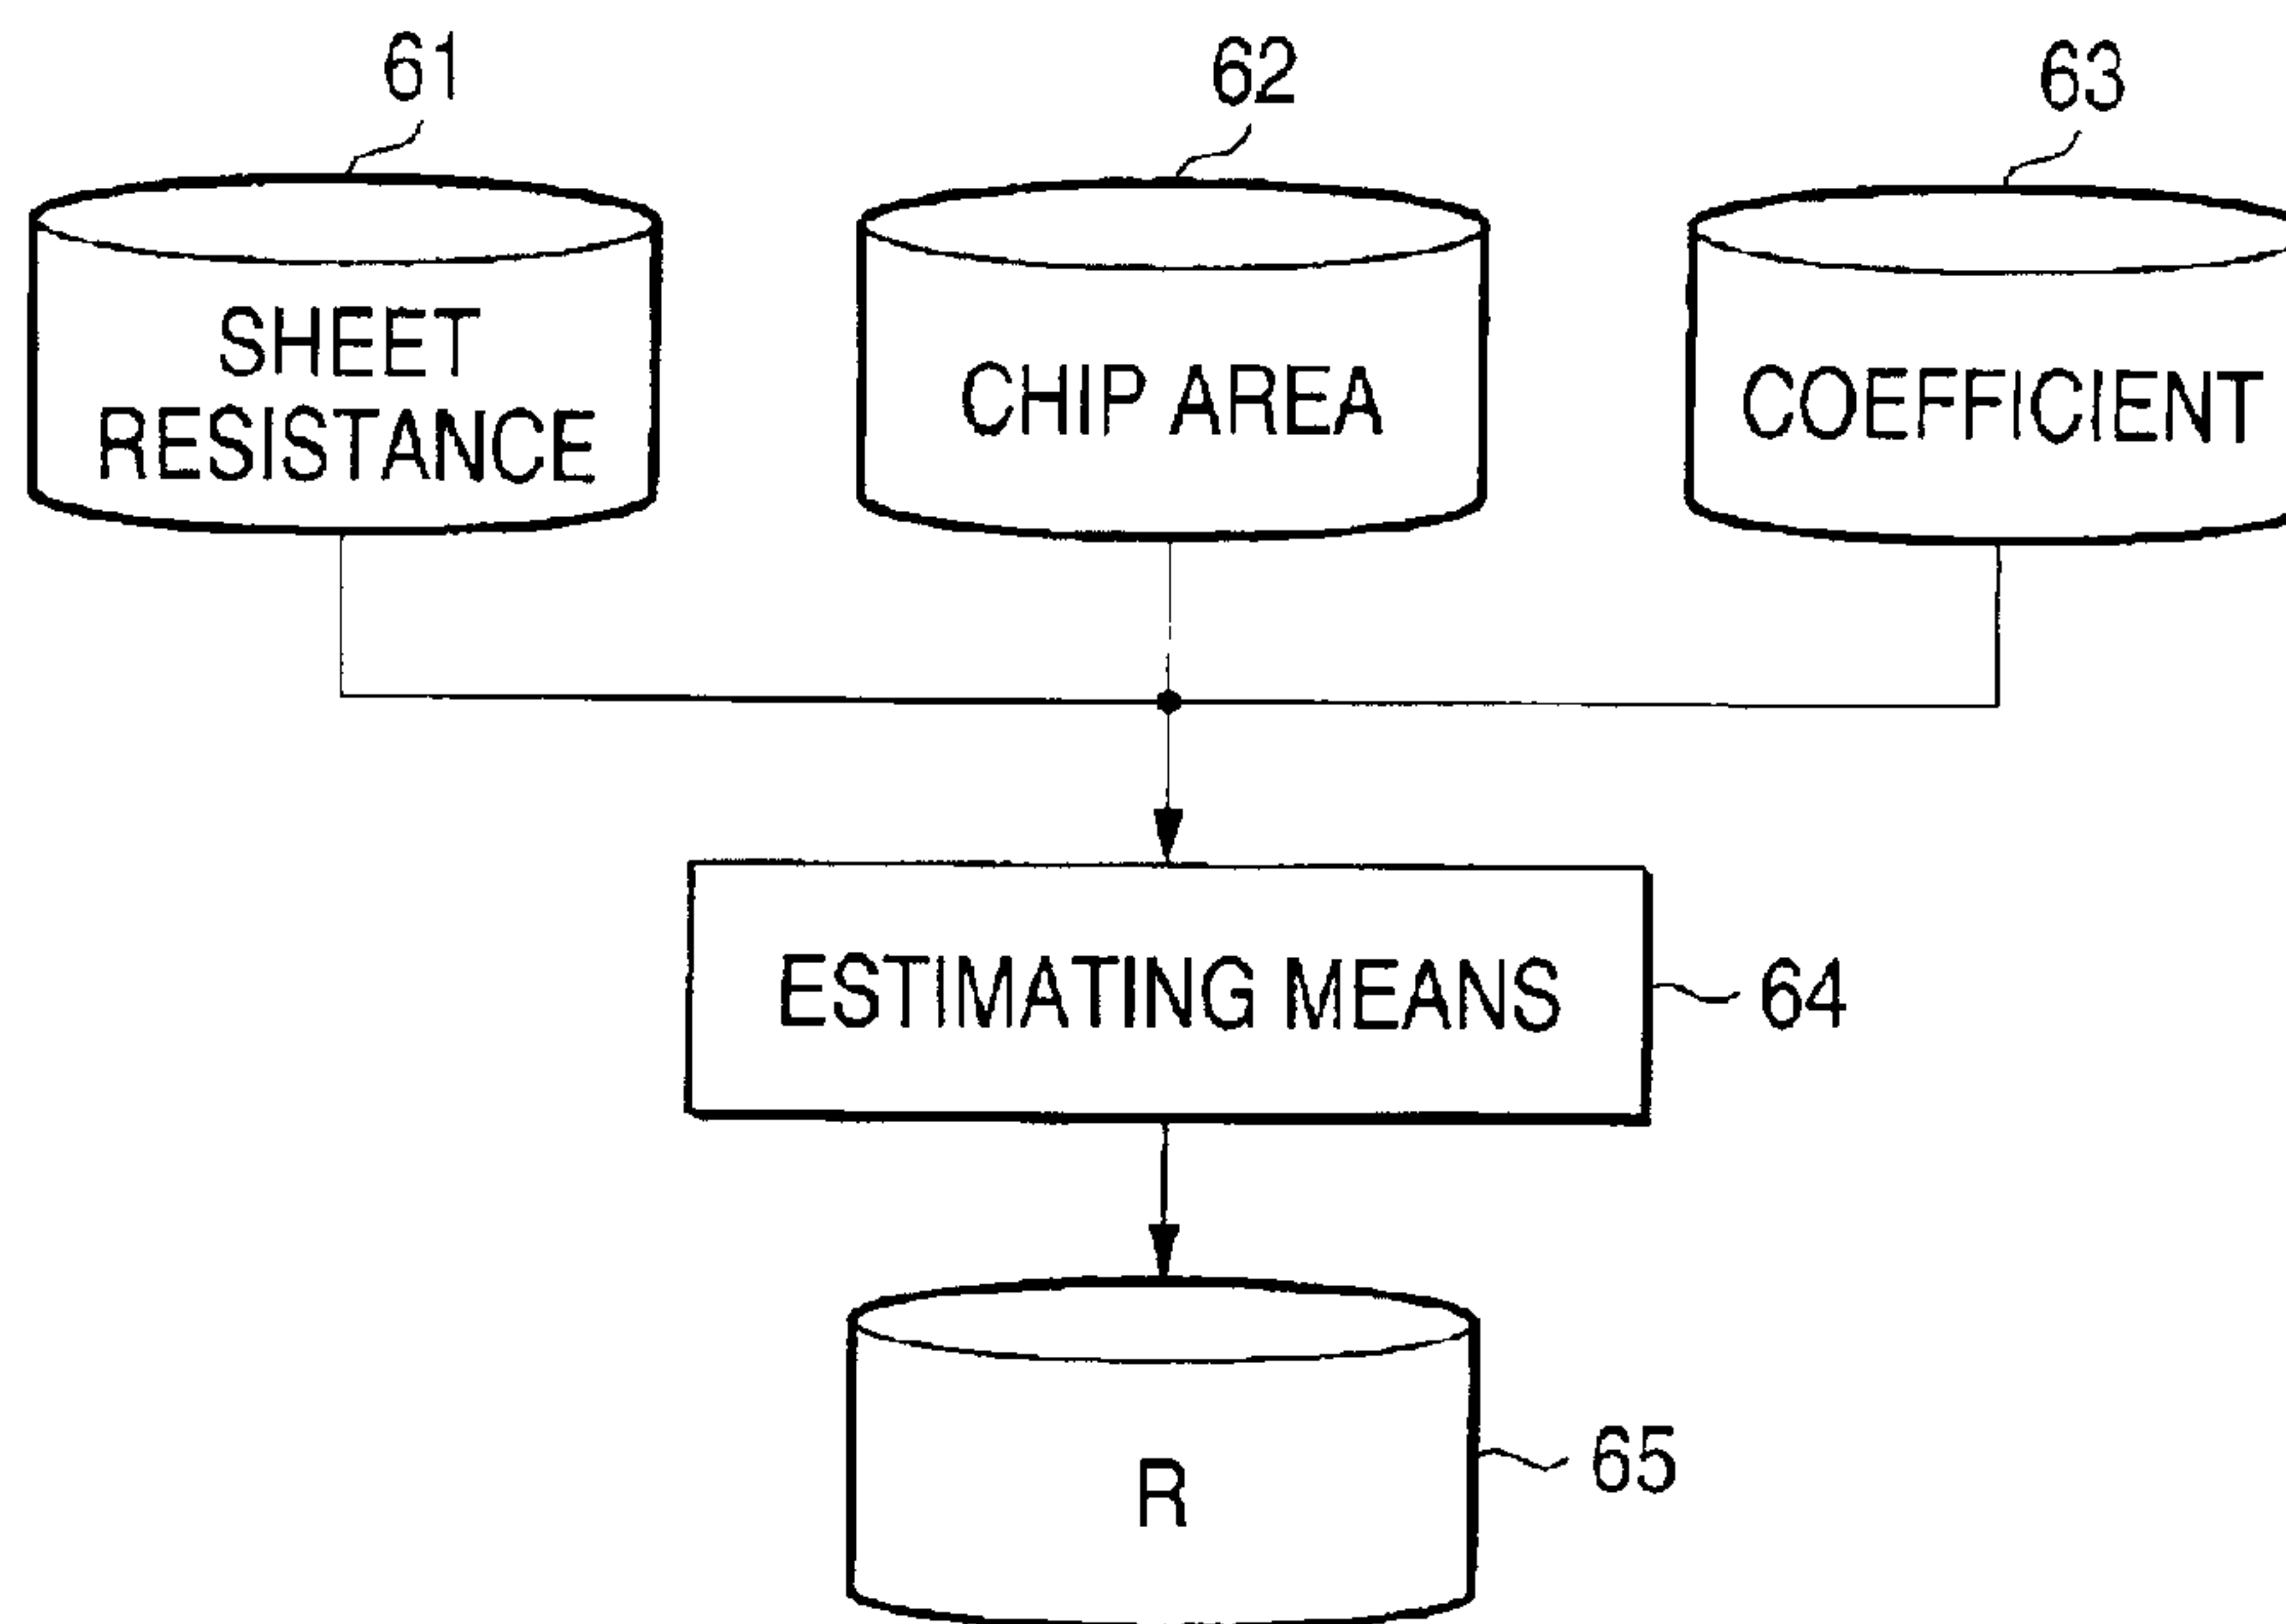 61
62
63
SHEET
RESISTANCE
CHIP AREA
COEFFICIENT
ESTIMATING MEANS
64
R
65